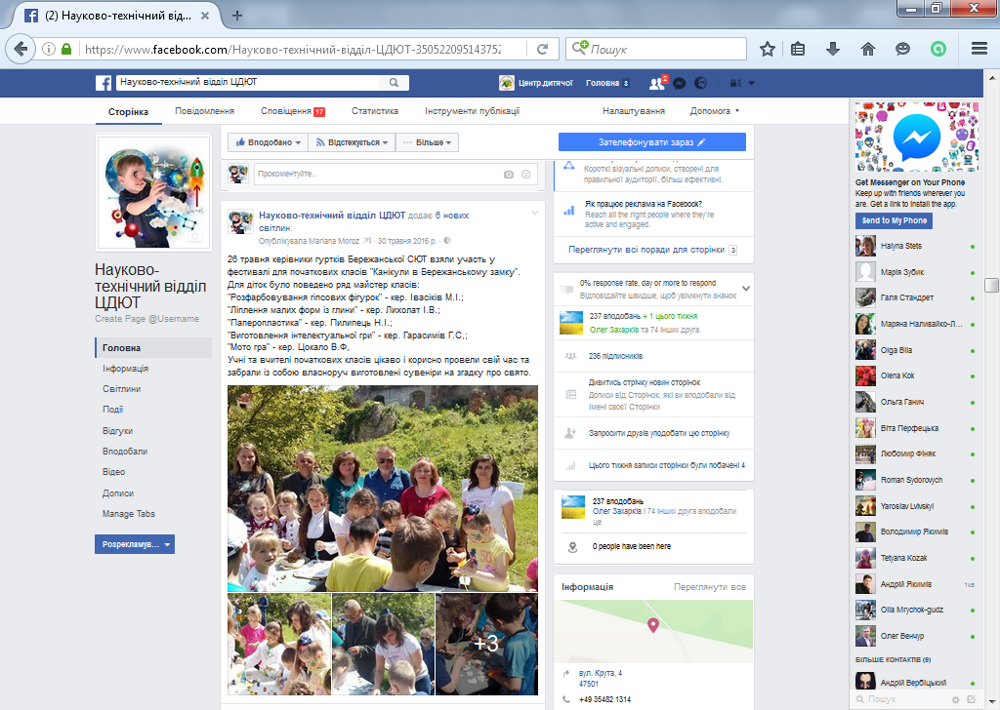 (2) Науково-технічний від...
https://www.facebook.com/Науково-технічний-відділ-ЦДЮТ-35052209514375
Пошук
Науково-технічний відділ ЦДЮТ
Центр.дитячої
Головна 8
2
Сторінка
Повідомлення
Сповіщення 17
Статистика
Інструменти публікації
Налаштування
Допомога
Вподобано
Відстежується
Більше
Зателефонувати зараз
Прокоментуйте...
Науково-технічний відділ ЦДЮТ
Create Page @Username
Головна
Інформація
Світлини
Події
Відгуки
Вподобали
Відео
Дописи
Manage Tabs
Розрекламув...
Науково-технічний відділ ЦДЮТ додає 6 нових
світлин.
Опублікувала Mariana Moroz [?] · 30 травня 2016 р. ·
26 травня керівники гуртків Бережанської СЮТ взяли участь у
фестивалі для початкових класів "Канікули в Бережанському замку".
Для діток було поведено ряд майстер класів:
"Розфарбовування гіпсових фігурок" - кер. Івасіків М.І.;
"Ліплення малих форм із глини" - кер. Лихолат І.В.;
"Паперопластика" - кер. Пилипець Н.І.;
"Виготовлення інтелектуальної гри" - кер. Гарасимів Г.С,;
"Мото гра" - кер. Цокало В.Ф,
Учні та вчителі початкових класів цікаво і корисно провели свій час та
забрали із собою власноруч виготовлені сувеніри на згадку про свято.
+3
Короткі візуальні дописи, створені для
правильної аудиторії, більш ефективні.
Як працює реклама на Facebook?
Reach all the right people where they're
active and engaged.
Переглянути всі поради для сторінки 3
0% response rate, day or more to respond
Відповідайте швидше, щоб увімкнути значок
237 вподобань + 1 цього тижня
Олег Захарків та 74 інших друга.
236 підписників
Дивитись стрічку новин сторінок
Дописи від Сторінок, які ви вподобали від
імені своєї Сторінки
Запросити друзів уподобати цю сторінку
Цього тижня записи сторінки були побачені 4
237 вподобань
Олег Захарків і 74 інших друга вподобали
це
0 people have been here
Інформація
Переглянути все
вул. Крута, 4
47501
+49 35482 1314
Get Messenger on Your Phone
Keep up with friends wherever you
are. Get a link to install the app.
Send to My Phone
Halyna Stets
Марія Зубик
Галя Стандрет
Маряна Наливайко-Л...
Olga Bila
Olena Kok
Ольга Ганич
Віта Перфецька
Любомир Фіняк
Roman Sydorovych
Yaroslav Lvivskyi
Володимир Якимів
Tetyana Kozak
Андрій Якимів
1хв
Olia Mrychok-gudz
Олег Венчур
БІЛЬШЕ КОНТАКТІВ (9)
Андрій Вербіцький
Пошук